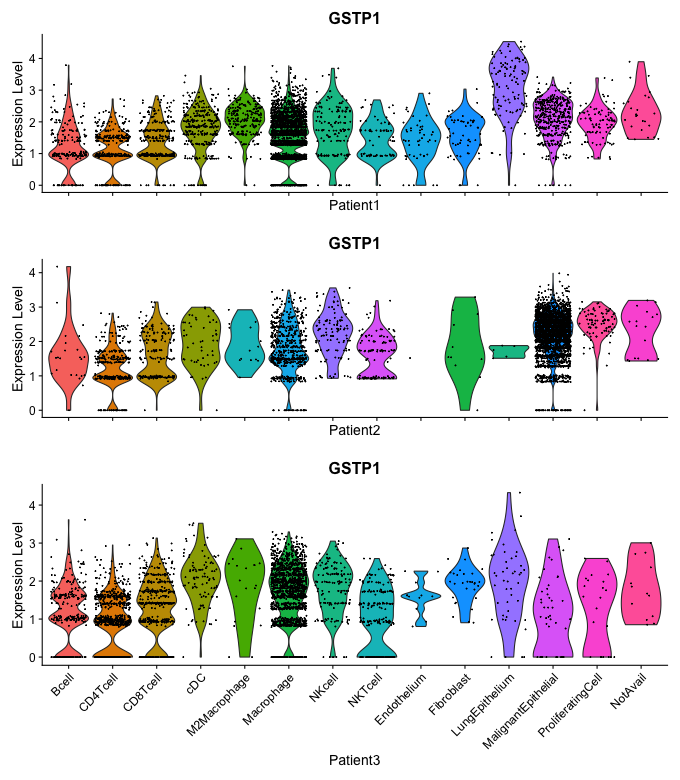 GSTP1
Expression Level
4
3
2
1
0
Patient1
GSTP1
Expression Level
4
3
2
1
0
Patient2
GSTP1
Expression Level
4
3
2
1
0
Bcell
CD4Tcell
CD8Tcell
cDC
M2Macrophage
Macrophage
NKcell
NKTcell
Endothelium
Fibroblast
LungEpithelium
MalignantEpithelial
ProliferatingCell
NotAvail
Patient3